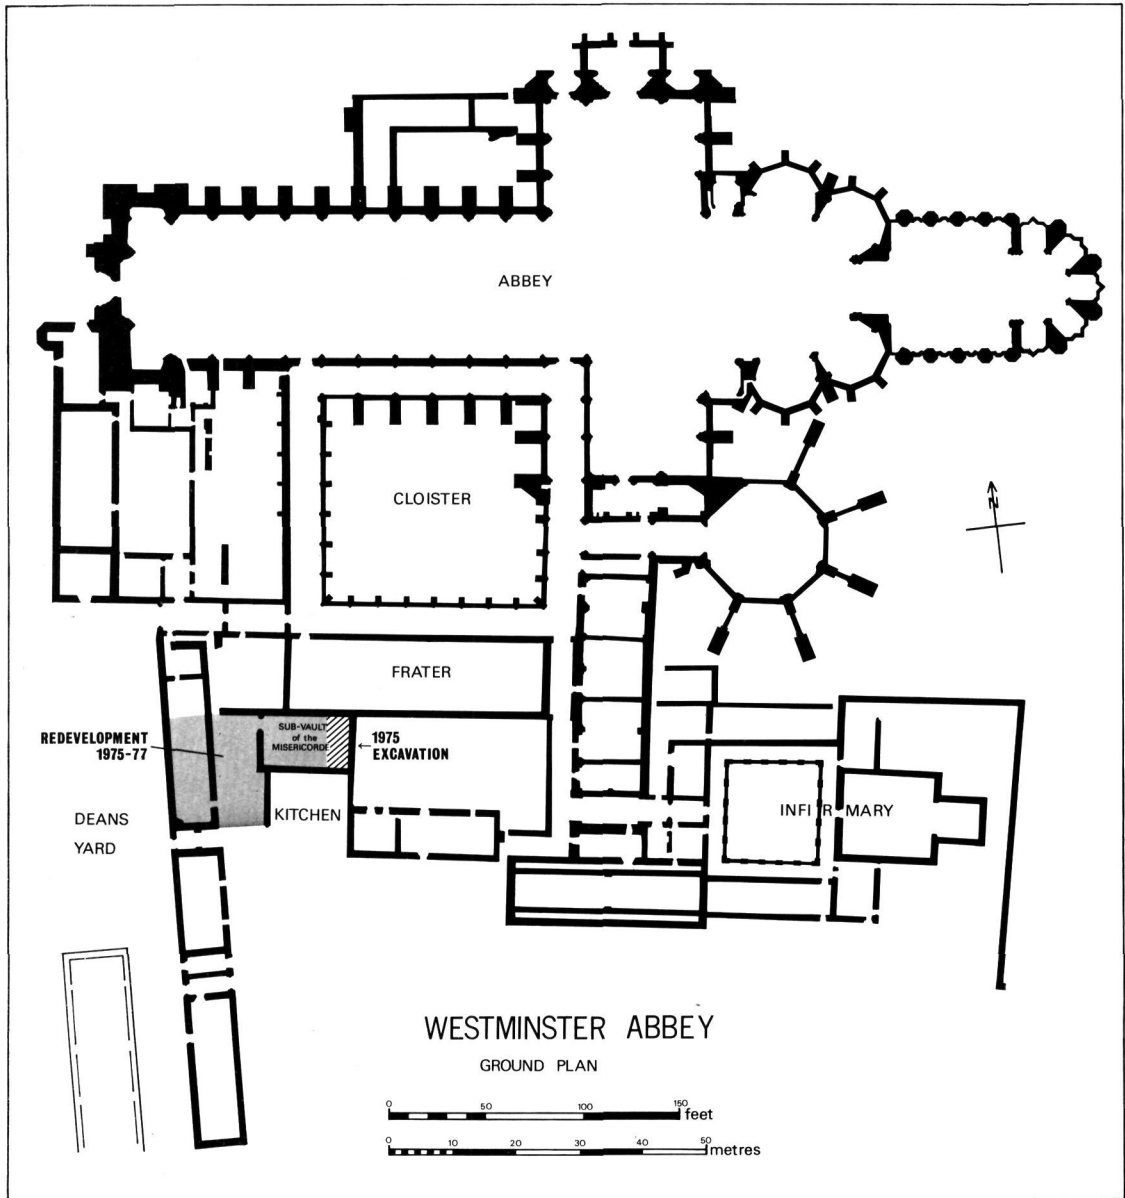 ABBEY
CLOISTER
N
FRATER
REDEVELOPMENT
1975-77
SUB-VAULT
of the
MISERICORDE
1975
EXCAVATION
DEANS
YARD
KITCHEN
INFIRMARY
WESTMINSTER ABBEY
GROUND PLAN
0 50 100 150 feet
0 10 20 30 40 50 metres